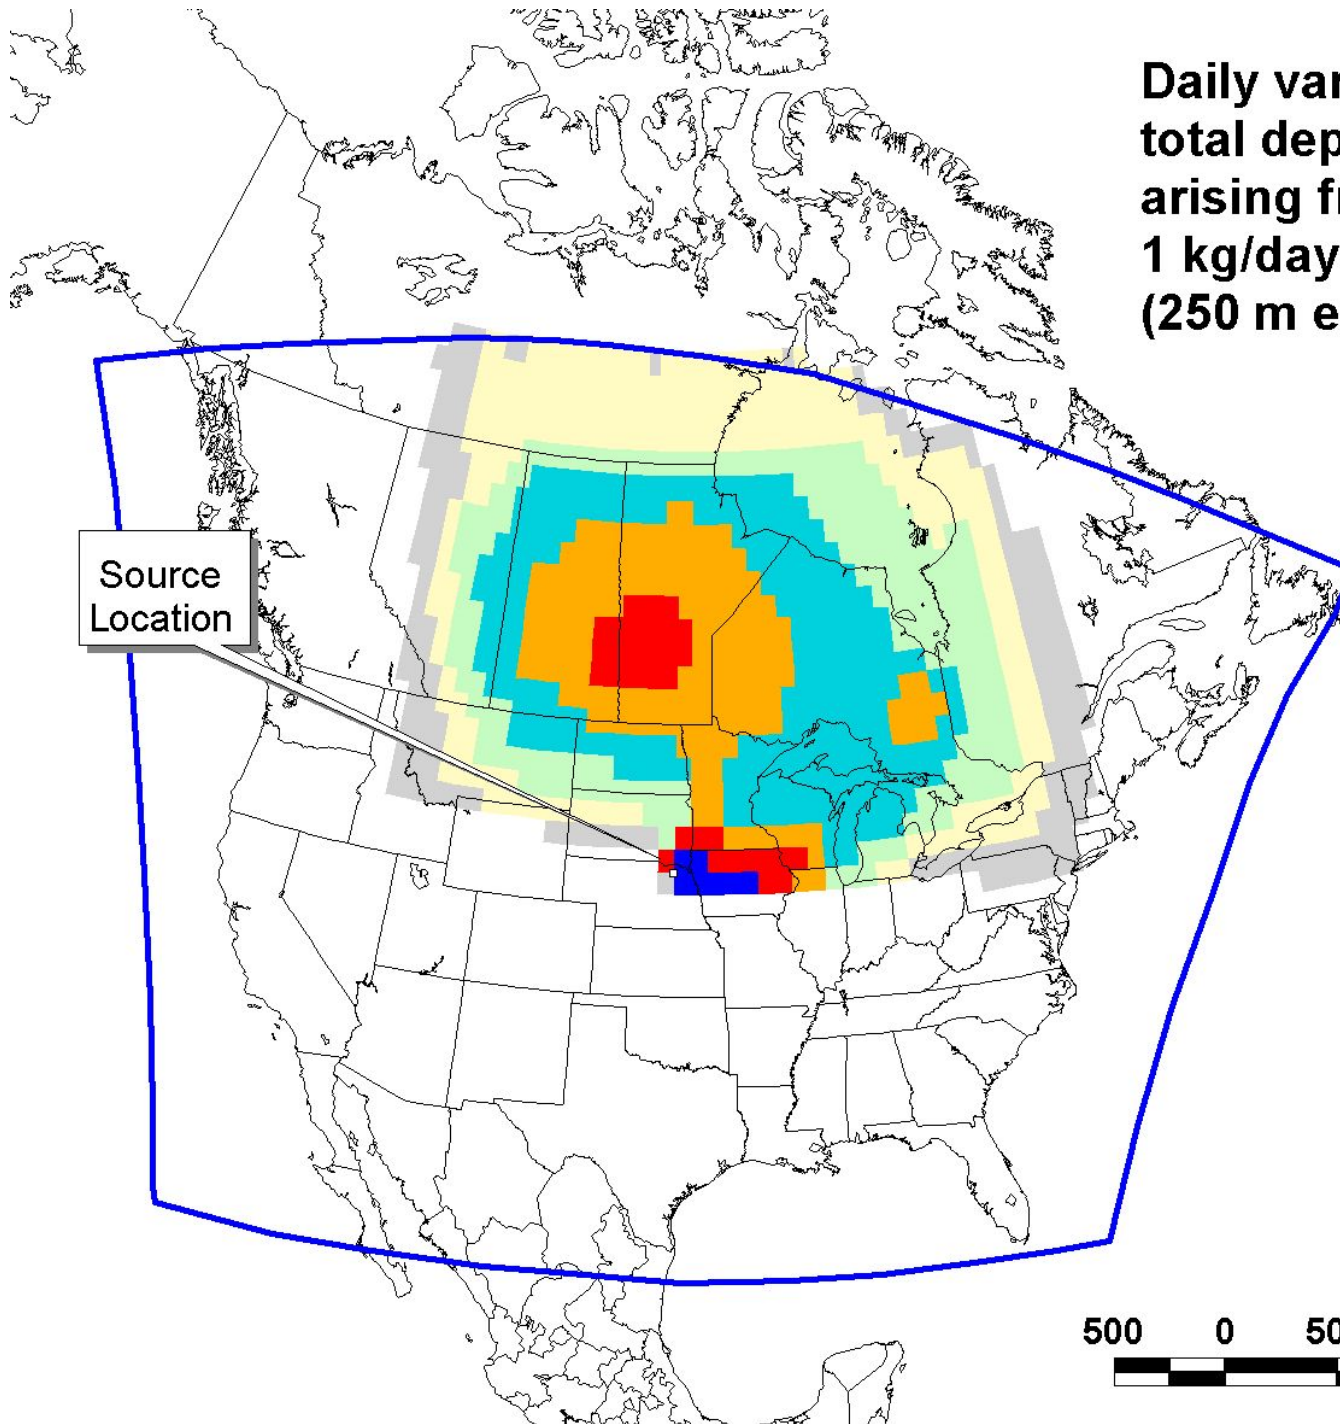 Daily var
total dep
arising fr
1 kg/day
(250 m e
Source
Location
500 0 50